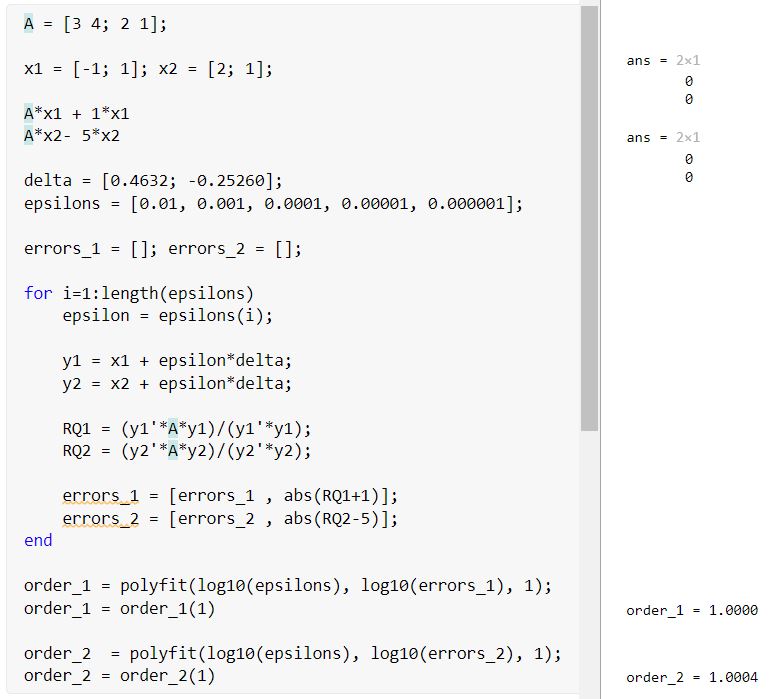 A = [3 4; 2 1];
x1 = [-1; 1]; x2 = [2; 1];
A*x1 + 1*x1
A*x2- 5*x2
delta = [0.4632; -0.25260];
epsilons = [0.01, 0.001, 0.0001, 0.00001, 0.000001];
errors_1 = []; errors_2 = [];
for i=1:length(epsilons)
epsilon = epsilons(i);
y1 = x1 + epsilon*delta;
y2 = x2 + epsilon*delta;
RQ1 = (y1'*A*y1)/(y1'*y1);
RQ2 = (y2'*A*y2)/(y2'*y2);
errors_1 = [errors_1 , abs(RQ1+1)];
errors_2 = [errors_2 , abs(RQ2-5)];
end
order_1 = polyfit(log10(epsilons), log10(errors_1), 1);
order_1 = order_1(1)
order_2  = polyfit(log10(epsilons), log10(errors_2), 1);
order_2 = order_2(1)
ans = 2×1
0
0
ans = 2×1
0
0
order_1 = 1.0000
order_2 = 1.0004